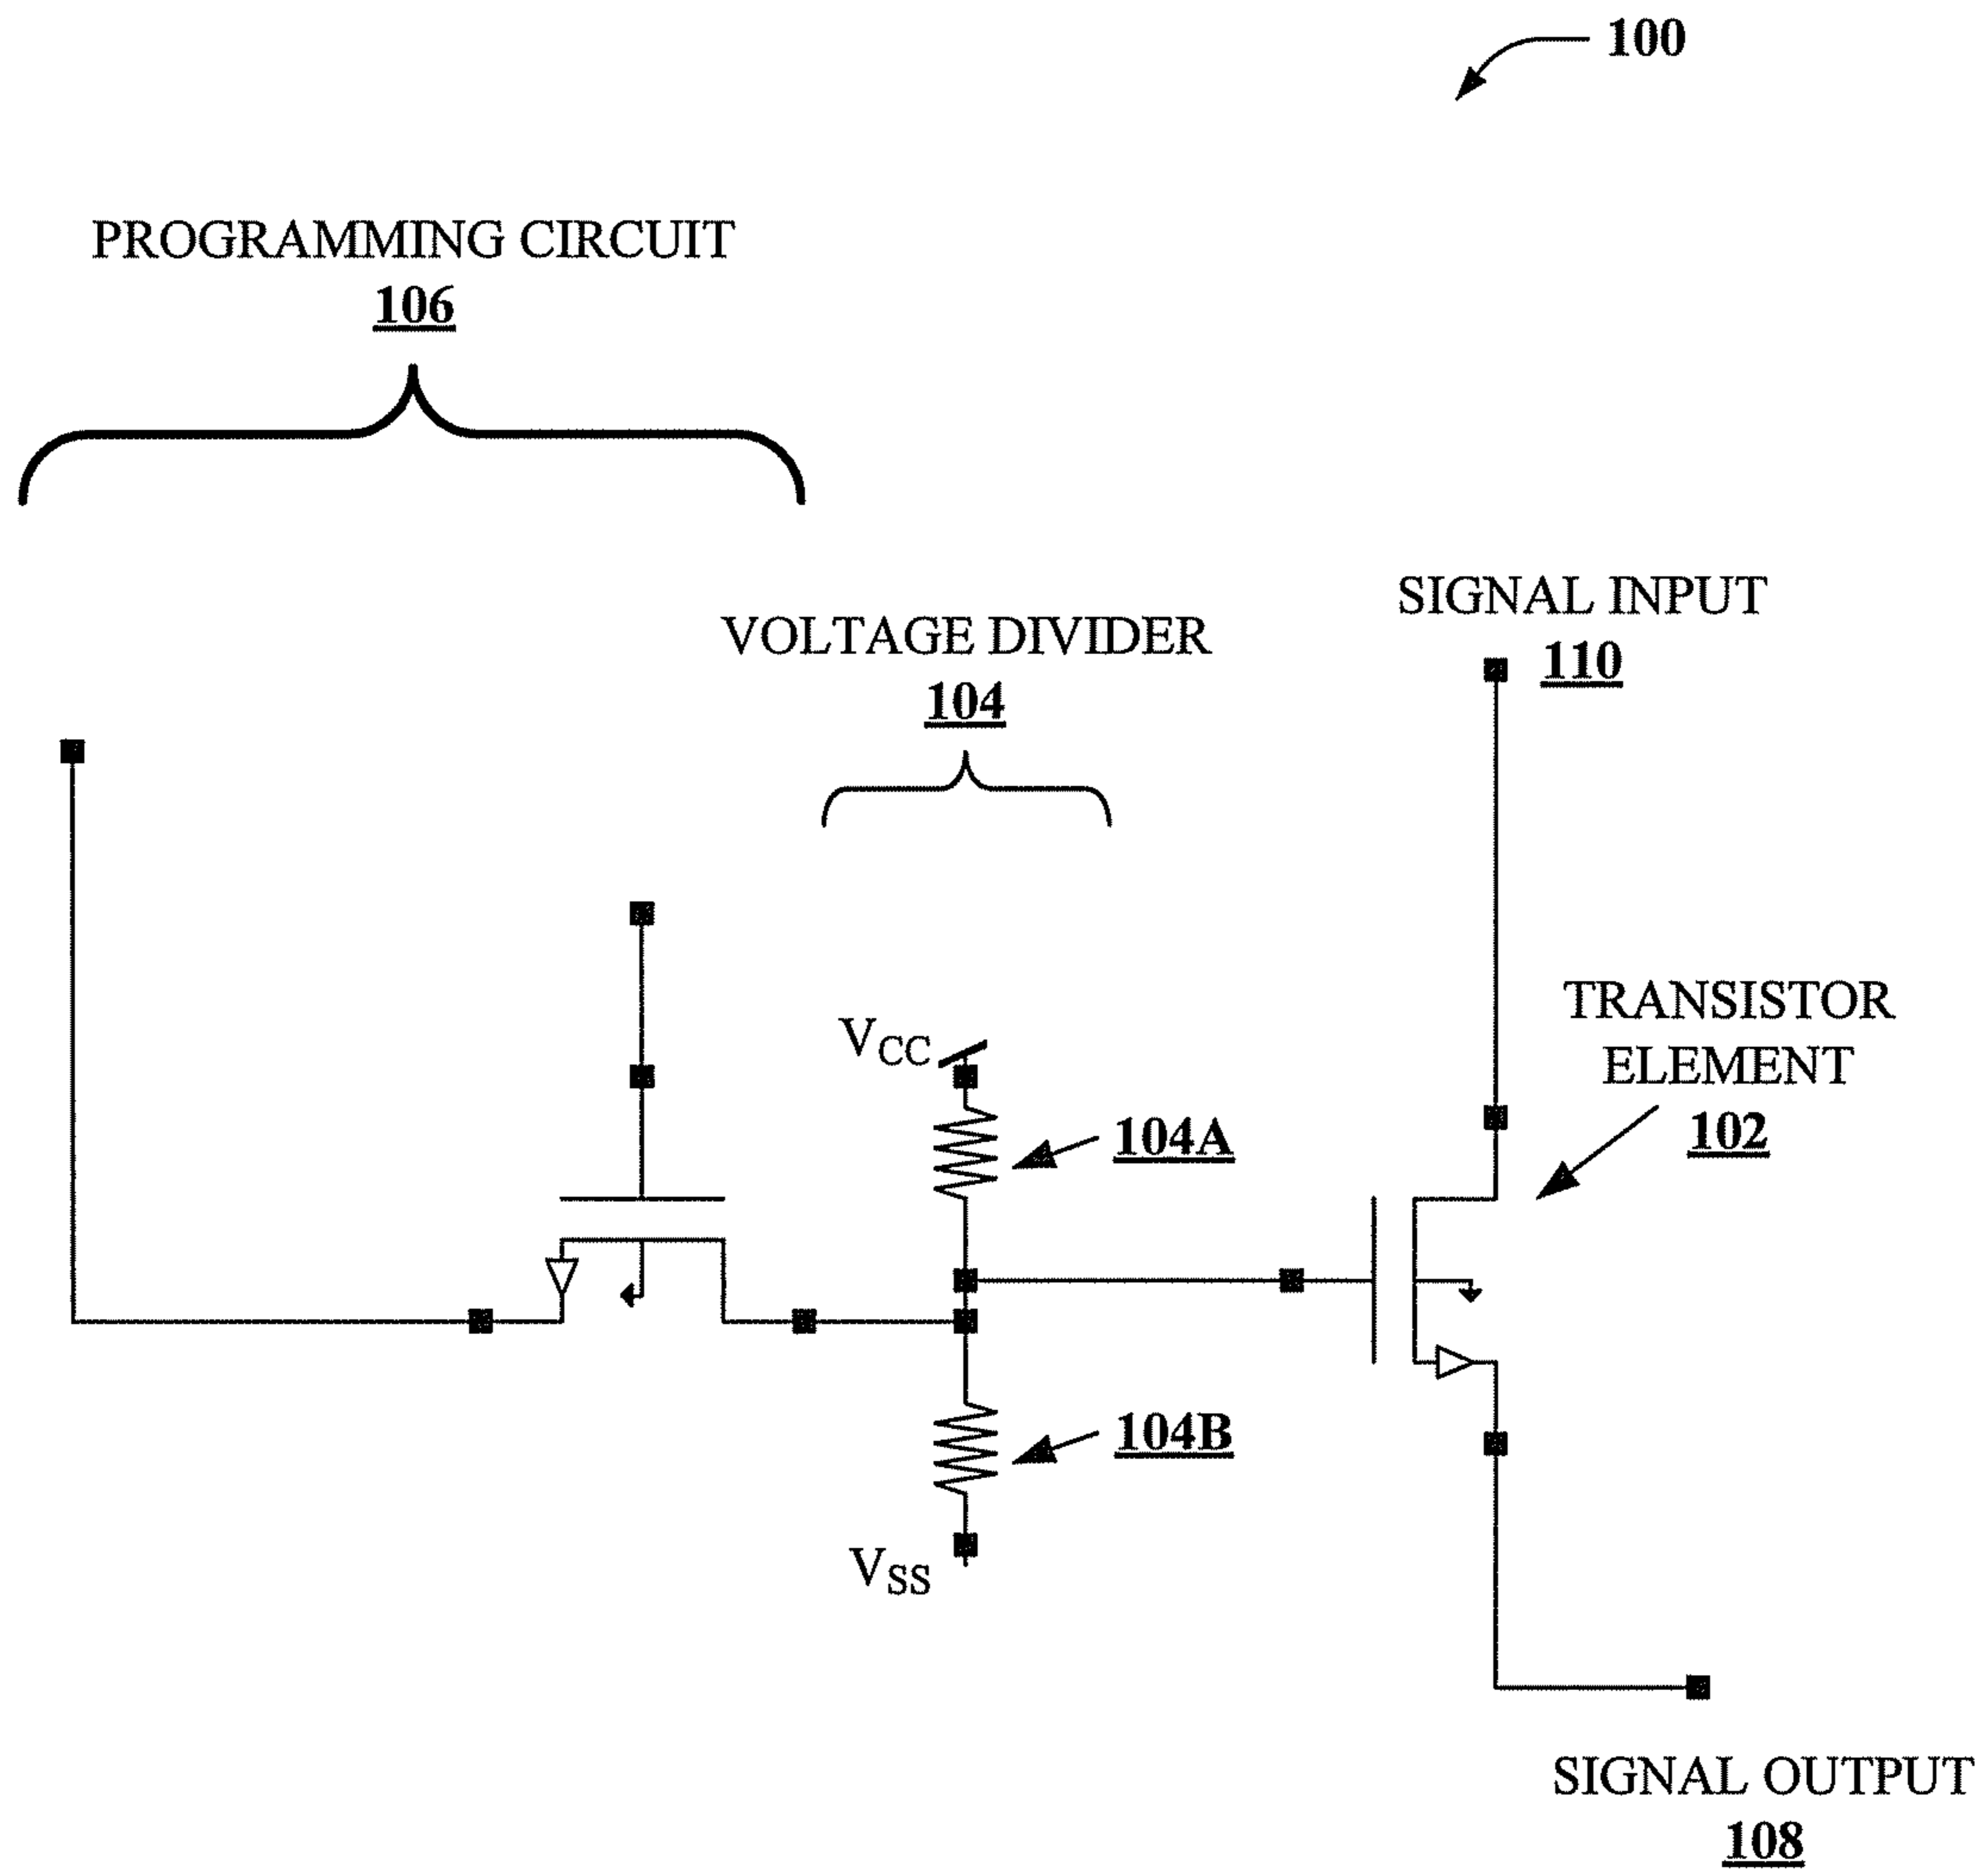 100
PROGRAMMING CIRCUIT
106
SIGNAL INPUT
110
VOLTAGE DIVIDER
104
TRANSISTOR
ELEMENT
102
VCC
104A
104B
VSS
SIGNAL OUTPUT
108